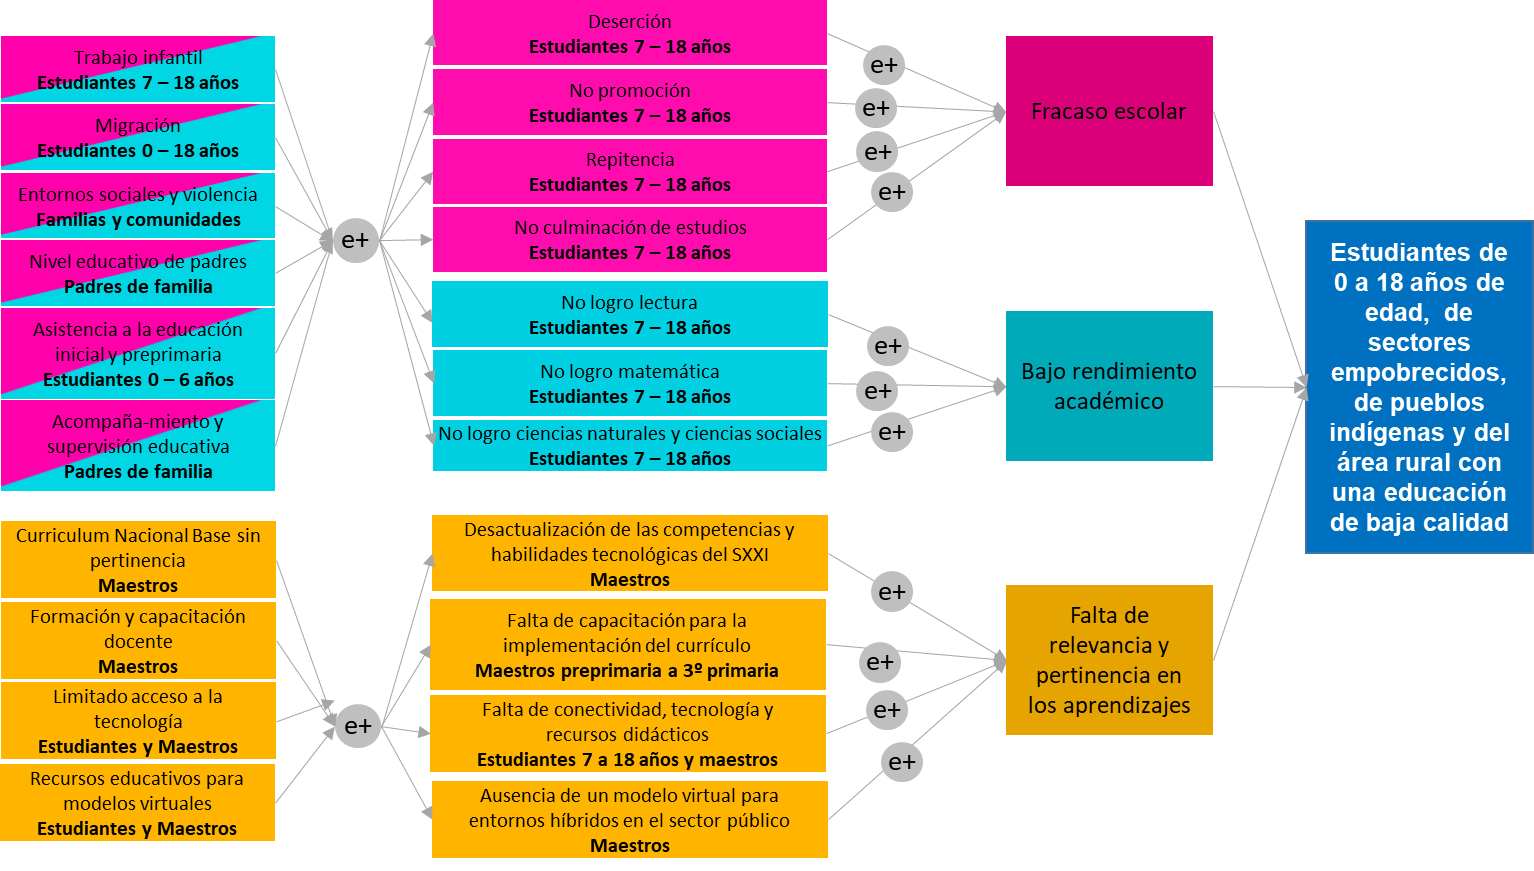 Trabajo infantil
Estudiantes 7 – 18 años
Migración
Estudiantes 0 – 18 años
Entornos sociales y violencia
Familias y comunidades
Nivel educativo de padres
Padres de familia
Asistencia a la educación
inicial y preprimaria
Estudiantes 0 – 6 años
Acompaña-miento y
supervisión educativa
Padres de familia
e+
Deserción
Estudiantes 7 – 18 años
No promoción
Estudiantes 7 – 18 años
Repitencia
Estudiantes 7 – 18 años
No culminación de estudios
Estudiantes 7 – 18 años
No logro lectura
Estudiantes 7 – 18 años
No logro matemática
Estudiantes 7 – 18 años
No logro ciencias naturales y ciencias sociales
Estudiantes 7 – 18 años
e+
e+
e+
e+
e+
e+
e+
Fracaso escolar
Bajo rendimiento
académico
Curriculum Nacional Base sin
pertinencia
Maestros
Formación y capacitación
docente
Maestros
Limitado acceso a la
tecnología
Estudiantes y Maestros
Recursos educativos para
modelos virtuales
Estudiantes y Maestros
e+
Desactualización de las competencias y
habilidades tecnológicas del SXXI
Maestros
Falta de capacitación para la
implementación del currículo
Maestros preprimaria a 3º primaria
Falta de conectividad, tecnología y
recursos didácticos
Estudiantes 7 a 18 años y maestros
Ausencia de un modelo virtual para
entornos híbridos en el sector público
Maestros
e+
e+
e+
e+
Falta de
relevancia y
pertinencia en
los aprendizajes
Estudiantes de
0 a 18 años de
edad, de
sectores
empobrecidos,
de pueblos
indígenas y del
área rural con
una educación
de baja calidad